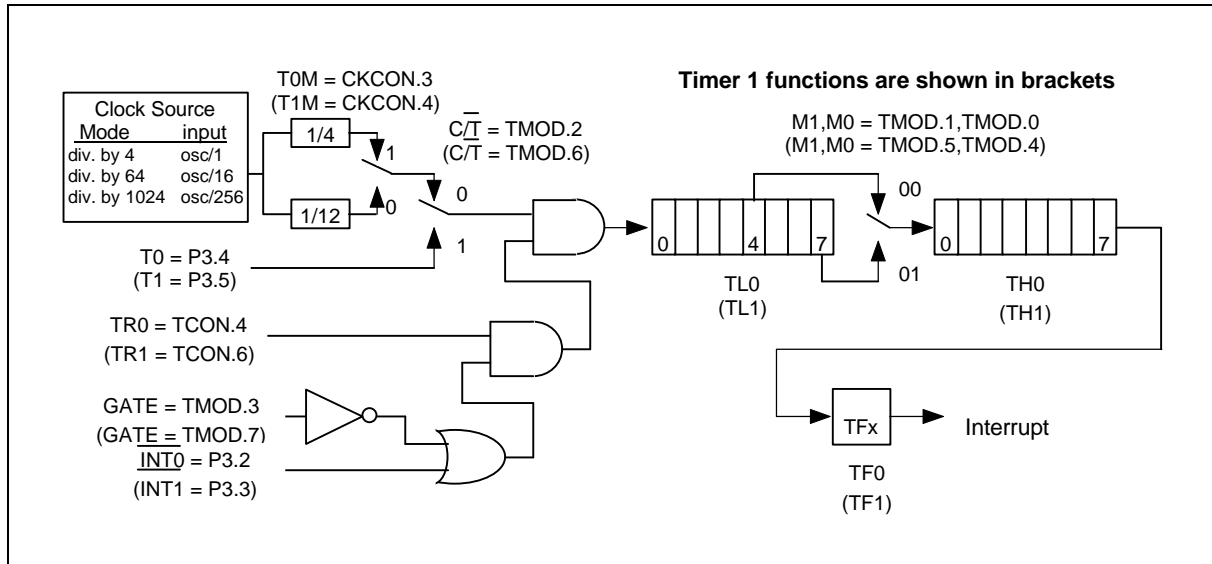 Timer 1 functions are shown in brackets
T0M = CKCON.3
(T1M = CKCON.4)
Clock Source
Mode input
div. by 4 osc/1
div. by 64 osc/16
div. by 1024 osc/256
1/4
1/12
1
0
C/T̅ = TMOD.2
(C/T̅ = TMOD.6)
0
1
M1,M0 = TMOD.1,TMOD.0
(M1,M0 = TMOD.5,TMOD.4)
T0 = P3.4
(T1 = P3.5)
0 4 7
TL0
(TL1)
00
01
0 7
TH0
(TH1)
TR0 = TCON.4
(TR1 = TCON.6)
GATE = TMOD.3
(GATE = TMOD.7)
I̅N̅T̅0̅ = P3.2
(I̅N̅T̅1̅ = P3.3)
TFx
Interrupt
TF0
(TF1)